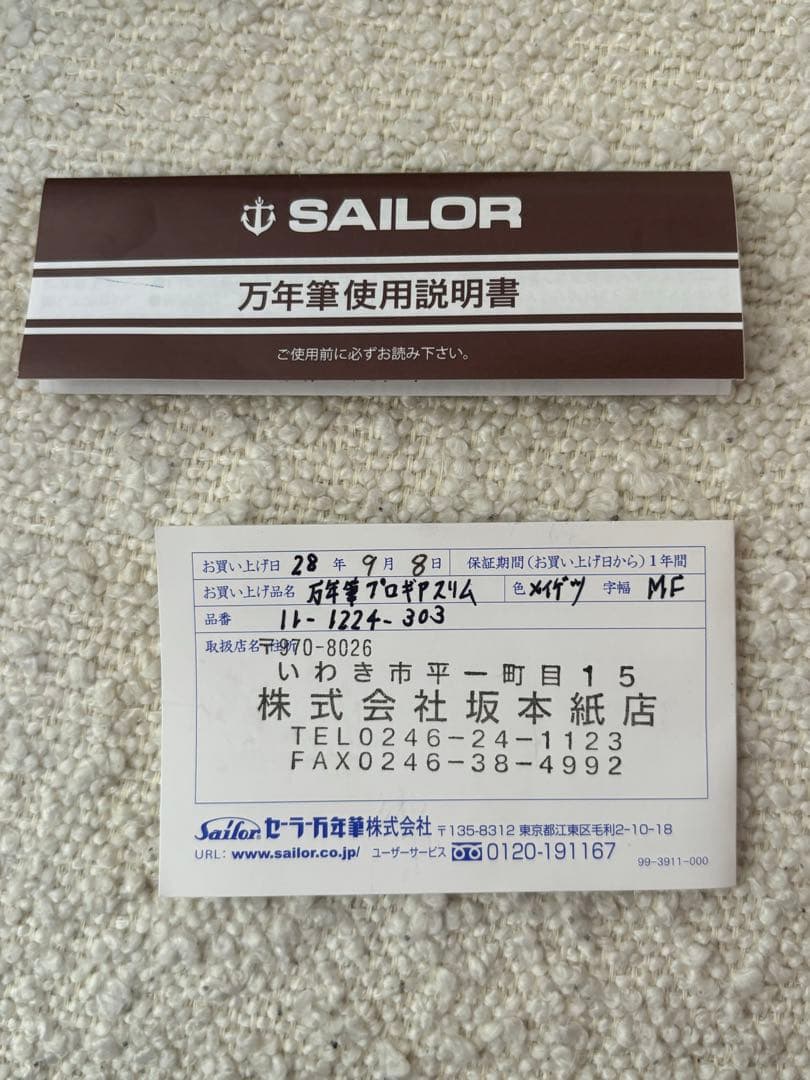 SAILOR
万年筆使用説明書
ご使用前に必ずお読み下さい。
お買い上げ日 28 年 9 月 8 日 保証期間(お買い上げ日から)1年間
お買い上げ品名 万年筆プロギアスリム 色 メイゲツ 字幅 MF
品番 11-1224-303
取扱店名・住所 〒970-8026
いわき市平一町目15
株式会社坂本紙店
TEL0246-24-1123
FAX0246-38-4992
Sailor セーラー万年筆株式会社 〒135-8312 東京都江東区毛利2-10-18
URL: www.sailor.co.jp/ ユーザーサービス 0120-191167
99-3911-000